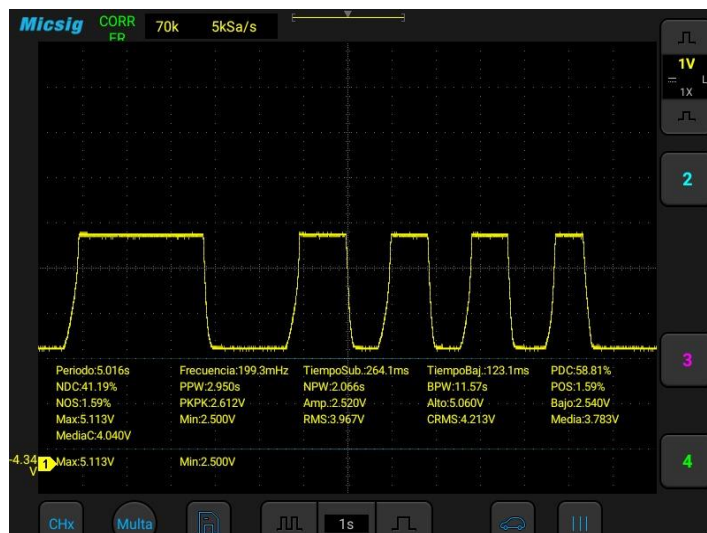 Micsig CORR 70k 5kSa/s
ER
1V
L
1X
2
Periodo:5.016s Frecuencia:199.3mHz TiempoSub.:264.1ms TiempoBaj.:123.1ms PDC:58.81%
NDC:41.19% PPW:2.950s NPW:2.066s BPW:11.57s POS:1.59%
NOS:1.59% PKPK:2.612V Amp.:2.520V Alto:5.060V Bajo:2.540V
Max:5.113V Min:2.500V RMS:3.967V CRMS:4.213V Media:3.783V
MediaC:4.040V
3
-4.34
V
1 Max:5.113V Min:2.500V
4
CHx Multa 1s